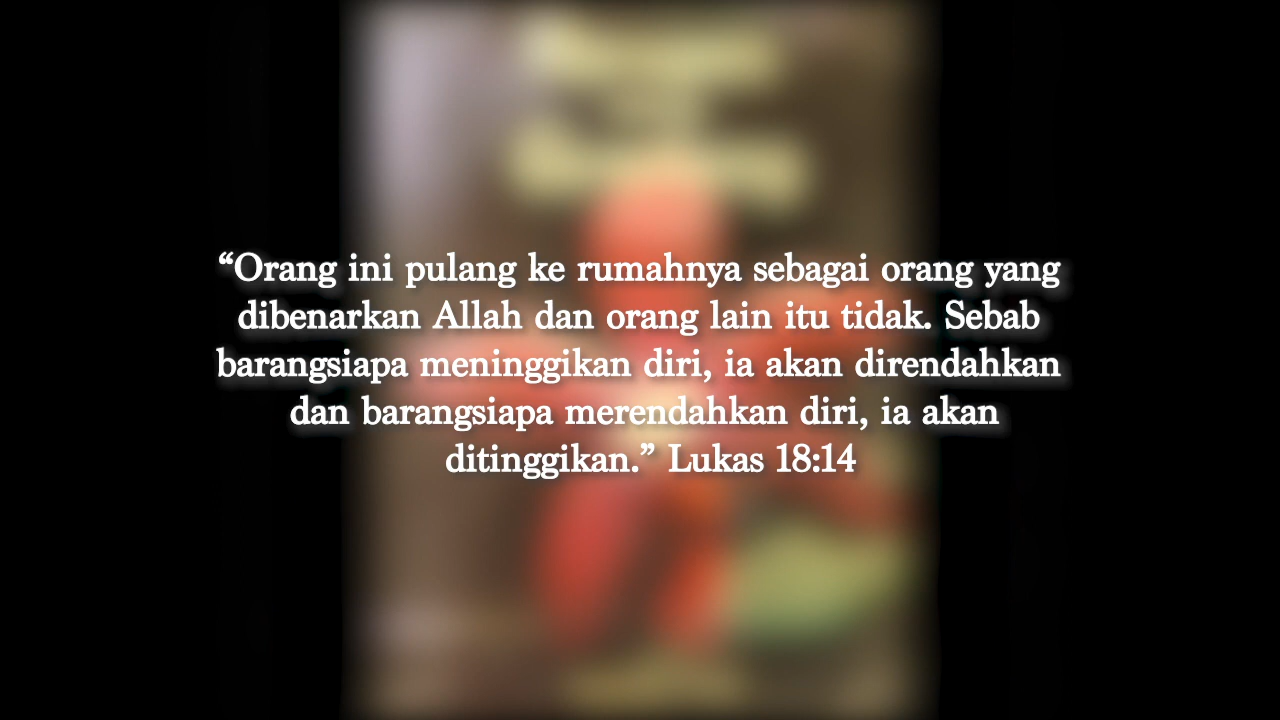 “Orang ini pulang ke rumahnya sebagai orang yang
dibenarkan Allah dan orang lain itu tidak. Sebab
barangsiapa meninggikan diri, ia akan direndahkan
dan barangsiapa merendahkan diri, ia akan
ditinggikan.” Lukas 18:14